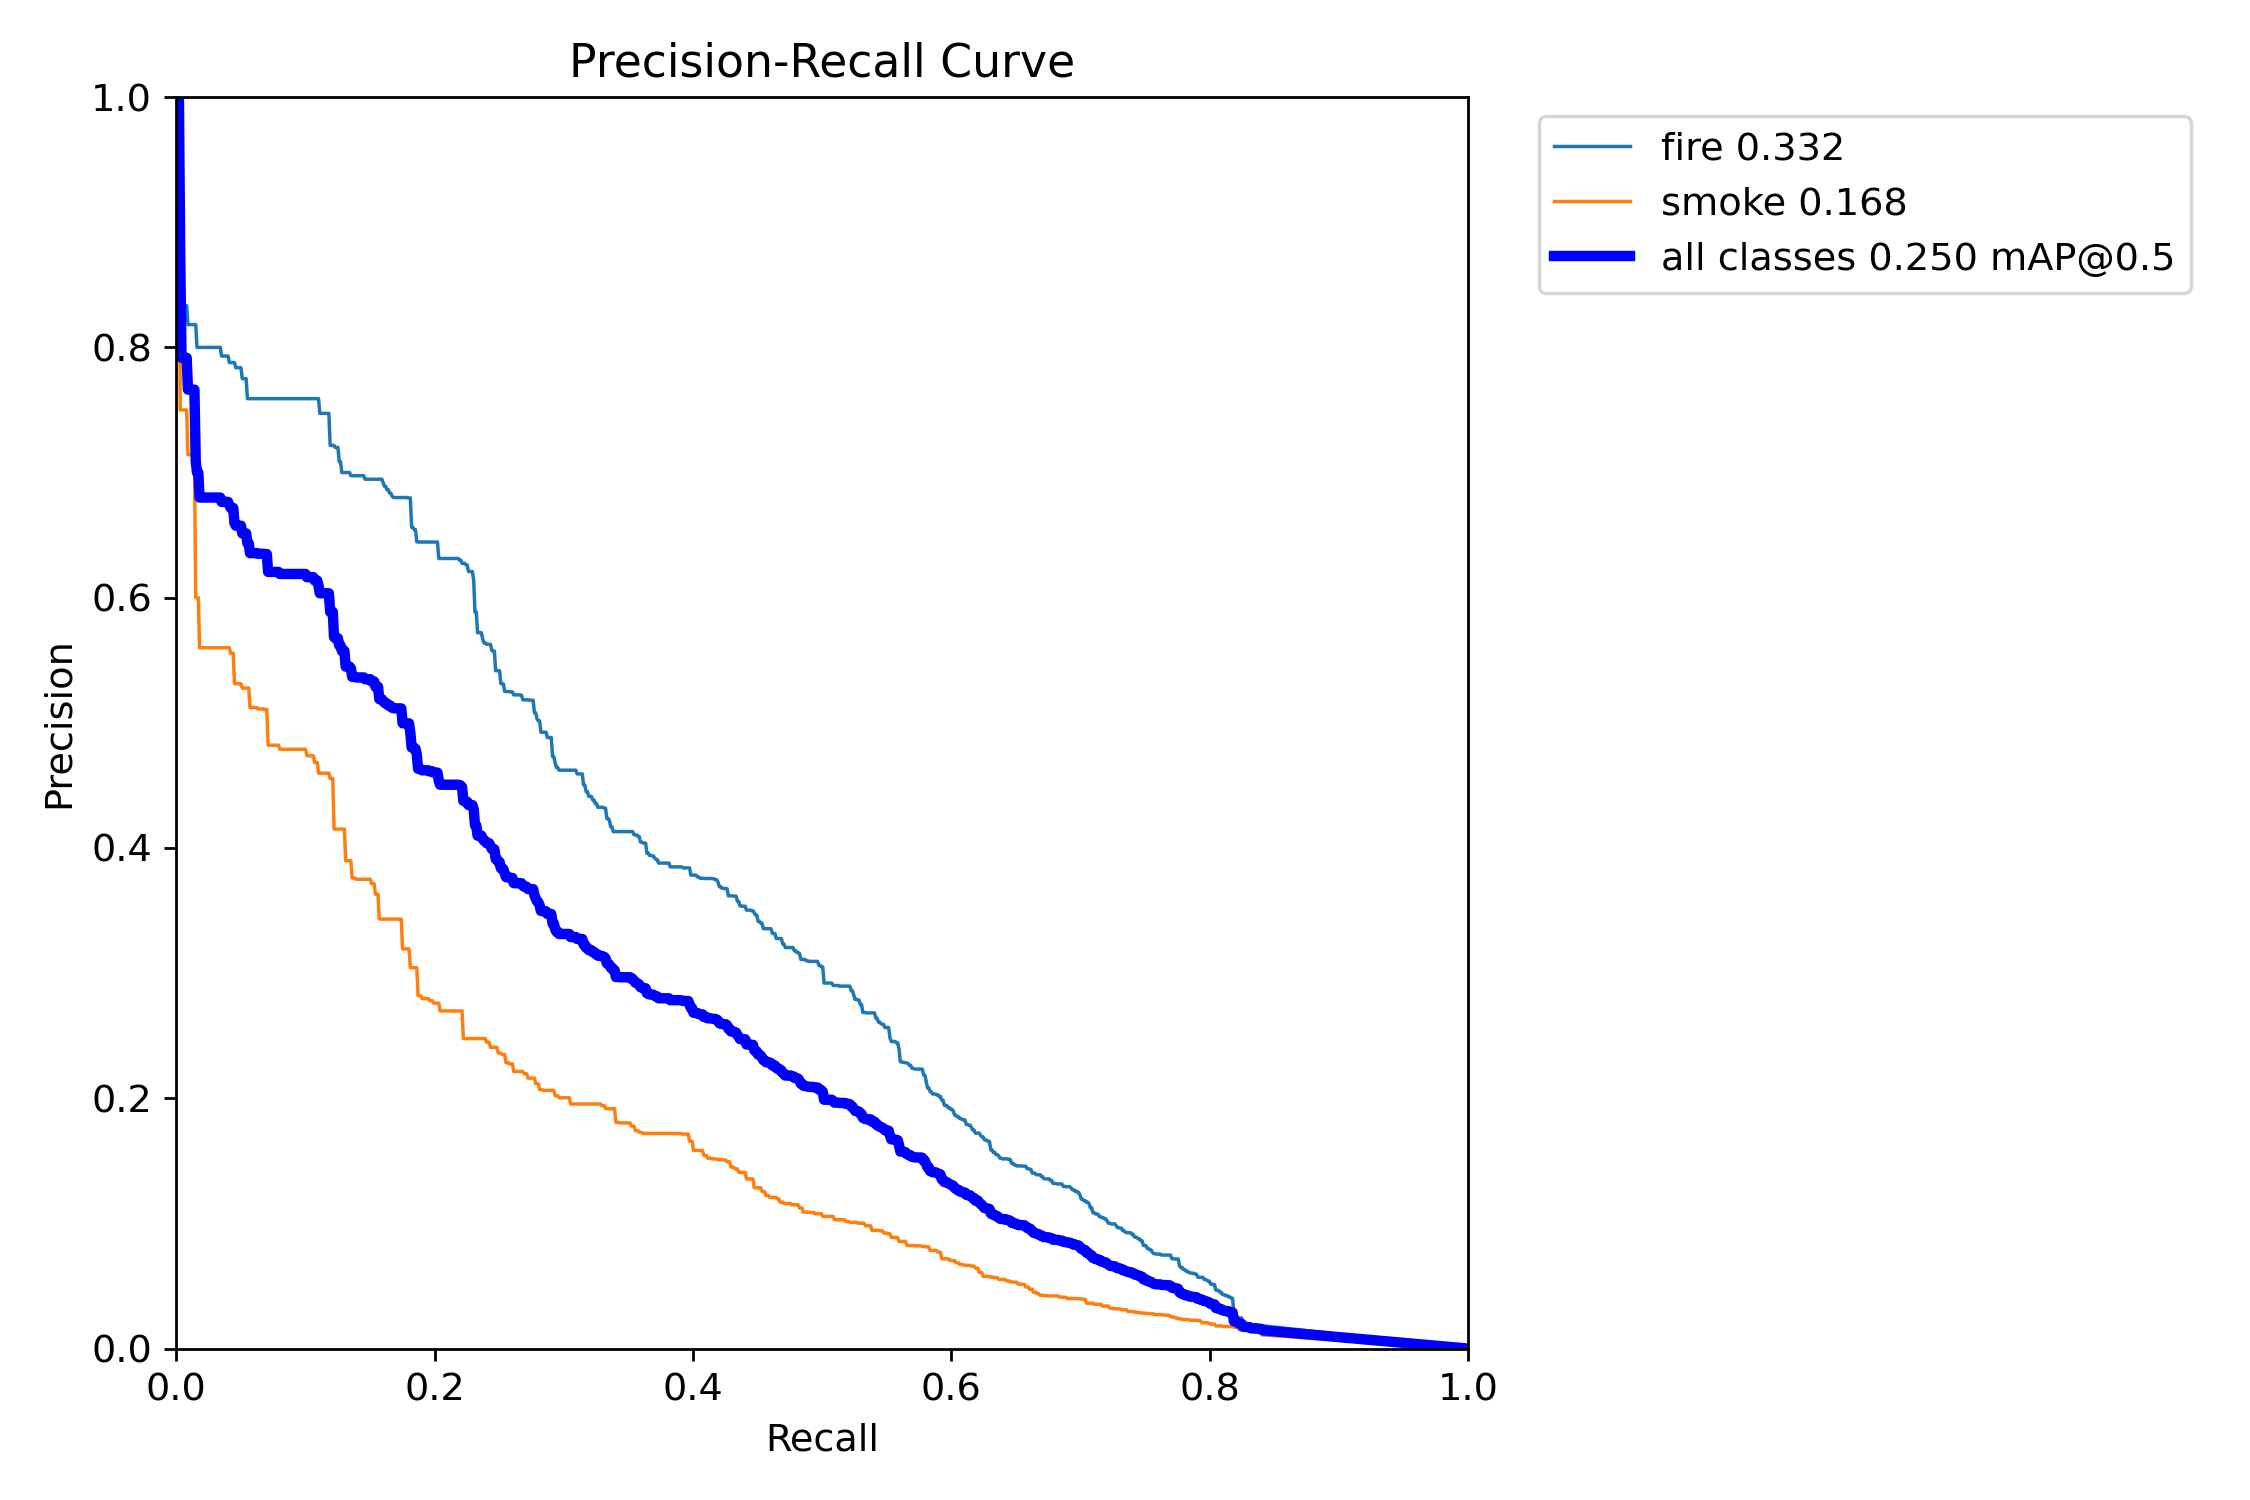 Precision-Recall Curve
fire 0.332
smoke 0.168
all classes 0.250 mAP@0.5
Precision
1.0
0.8
0.6
0.4
0.2
0.0
0.0 0.2 0.4 0.6 0.8 1.0
Recall